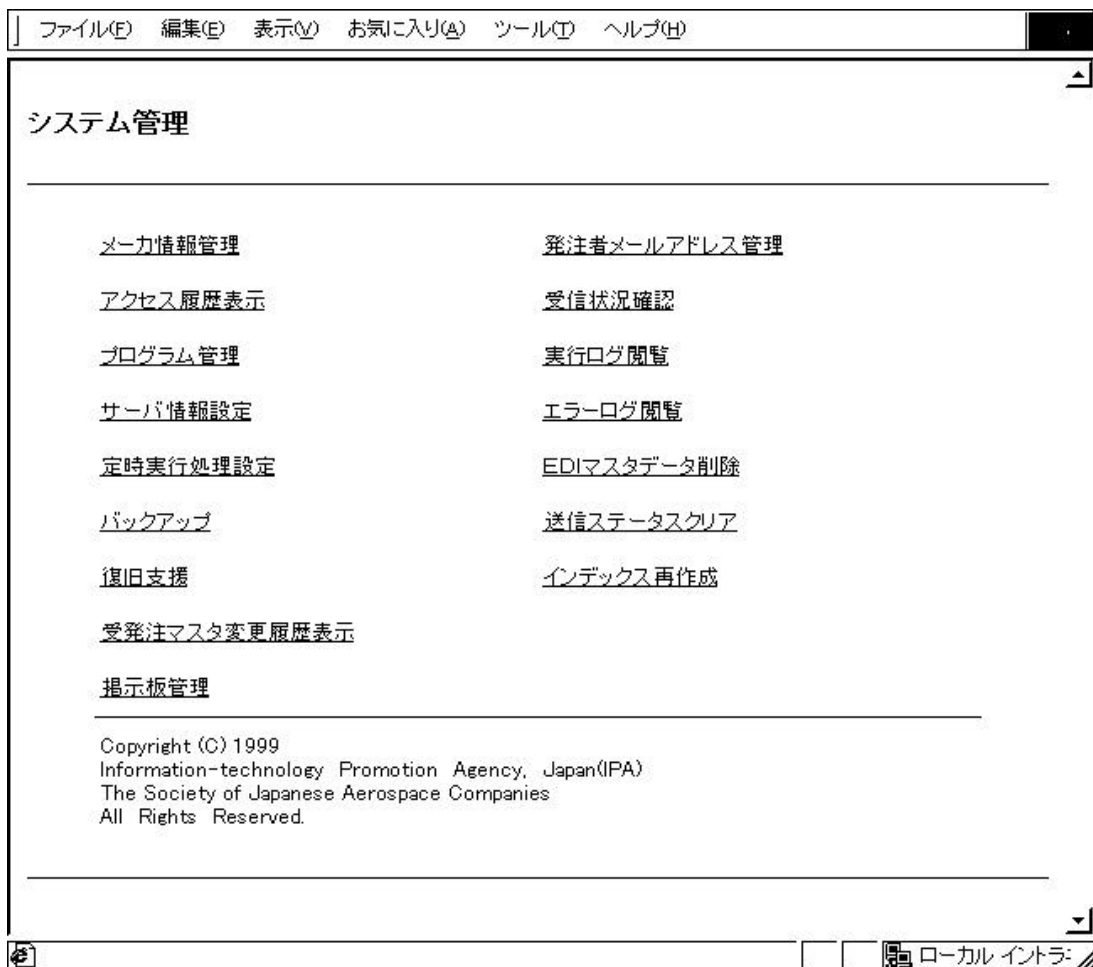 ファイル(F) 編集(E) 表示(V) お気に入り(A) ツール(T) ヘルプ(H)
システム管理
メーカ情報管理 発注者メールアドレス管理
アクセス履歴表示 受信状況確認
プログラム管理 実行ログ閲覧
サーバ情報設定 エラーログ閲覧
定時実行処理設定 EDIマスタデータ削除
バックアップ 送信ステータスクリア
復旧支援 インデックス再作成
受発注マスタ変更履歴表示
掲示板管理
Copyright (C) 1999
Information-technology Promotion Agency, Japan(IPA)
The Society of Japanese Aerospace Companies
All Rights Reserved.
ローカル イントラ